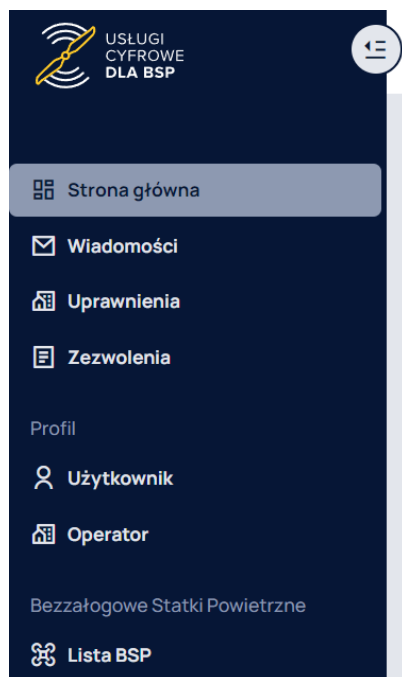 USŁUGI
CYFROWE
DLA BSP
Strona główna
Wiadomości
Uprawnienia
Zezwolenia
Profil
Użytkownik
Operator
Bezzałogowe Statki Powietrzne
Lista BSP